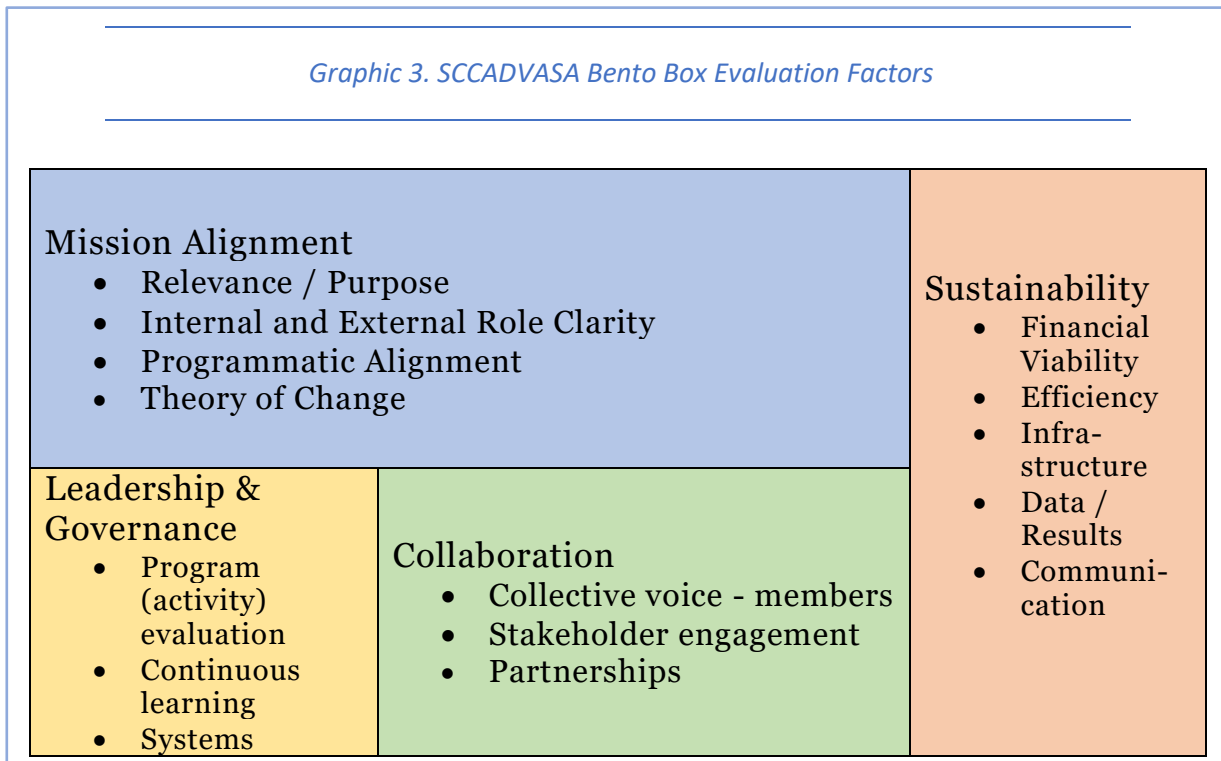 Graphic 3. SCCADVASA Bento Box Evaluation Factors
Mission Alignment
• Relevance / Purpose
• Internal and External Role Clarity
• Programmatic Alignment
• Theory of Change
Sustainability
• Financial
Viability
• Efficiency
• Infra-
structure
• Data /
Results
• Communi-
cation
Leadership &
Governance
• Program
(activity)
evaluation
• Continuous
learning
• Systems
Collaboration
• Collective voice - members
• Stakeholder engagement
• Partnerships